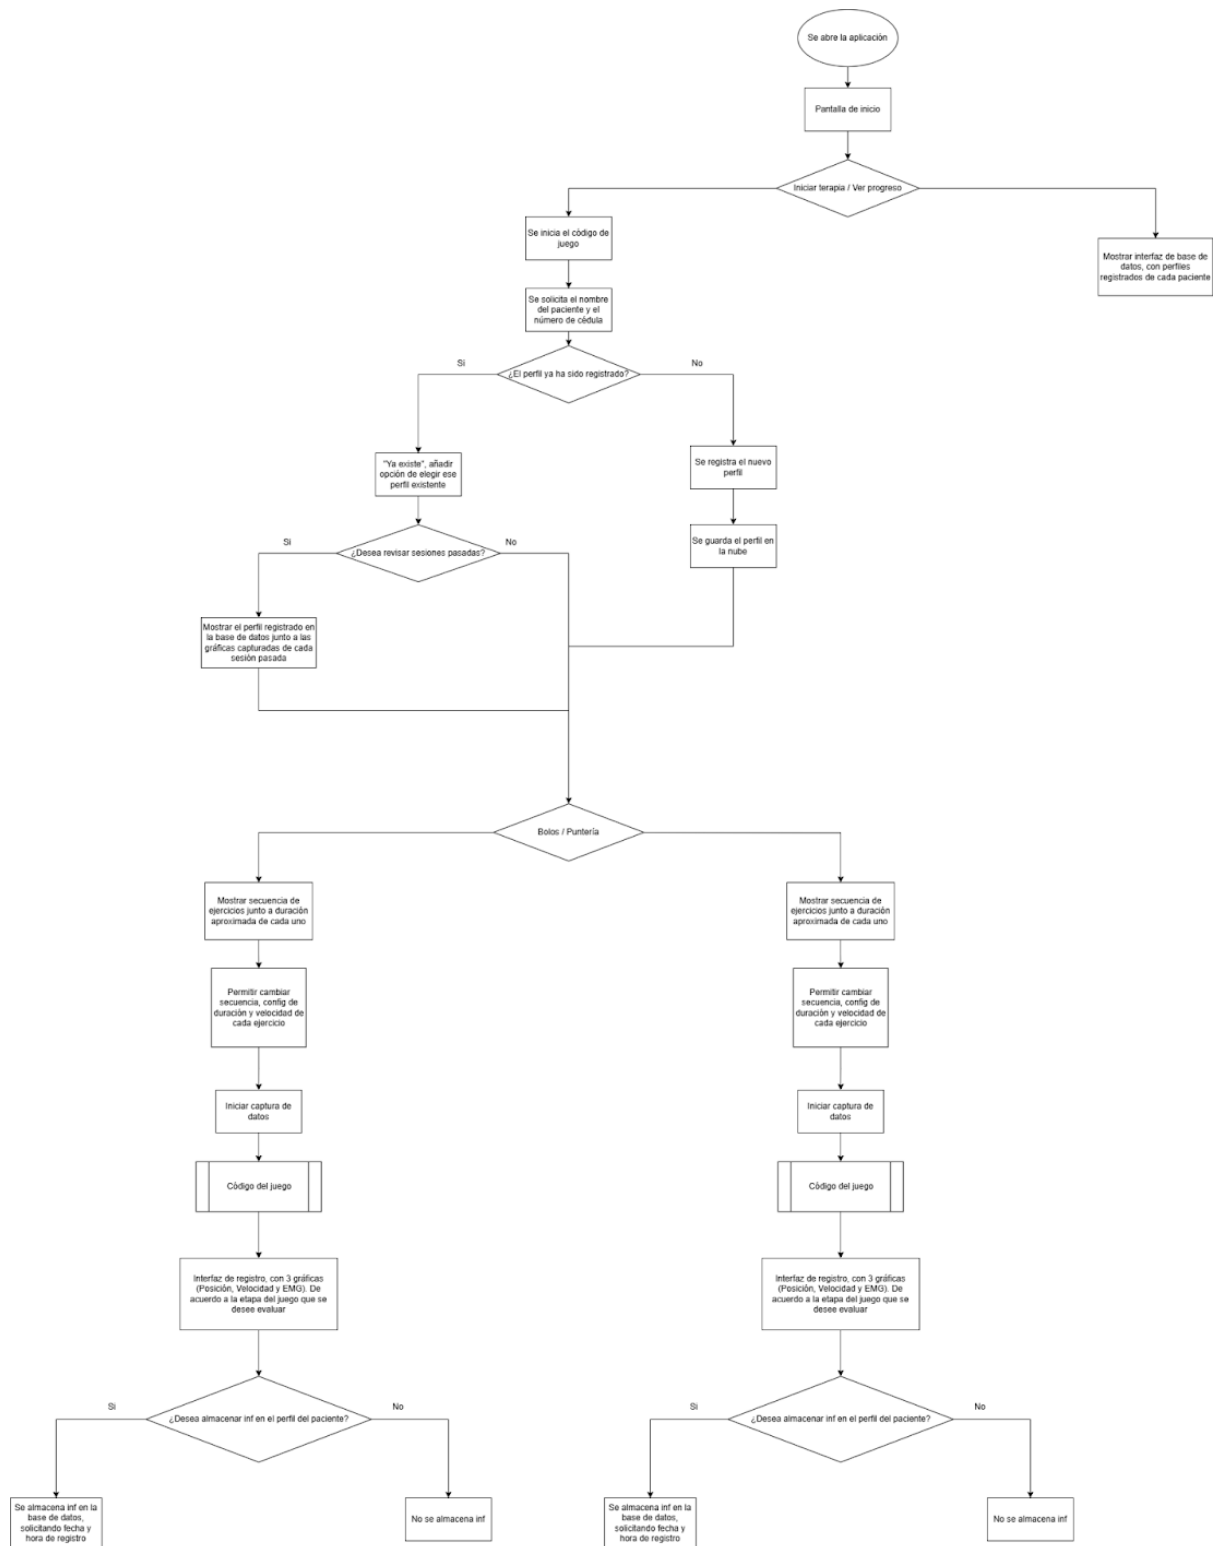 Se abre la aplicación
Pantalla de inicio
Iniciar terapia / Ver progreso
Se inicia el código de
juego
Mostrar interfaz de base de
datos, con perfiles
registrados de cada paciente
Se solicita el nombre
del paciente y el
número de cédula
Si
No
¿El perfil ya ha sido registrado?
"Ya existe", añadir
opción de elegir ese
perfil existente
Se registra el nuevo
perfil
Si
No
¿Desea revisar sesiones pasadas?
Se guarda el perfil en
la nube
Mostrar el perfil registrado en
la base de datos junto a las
gráficas capturadas de cada
sesión pasada
Bolos / Puntería
Mostrar secuencia de
ejercicios junto a duración
aproximada de cada uno
Mostrar secuencia de
ejercicios junto a duración
aproximada de cada uno
Permitir cambiar
secuencia, config de
duración y velocidad de
cada ejercicio
Permitir cambiar
secuencia, config de
duración y velocidad de
cada ejercicio
Iniciar captura de
datos
Iniciar captura de
datos
Código del juego
Código del juego
Interfaz de registro, con 3 gráficas
(Posición, Velocidad y EMG). De
acuerdo a la etapa del juego que se
desee evaluar
Interfaz de registro, con 3 gráficas
(Posición, Velocidad y EMG). De
acuerdo a la etapa del juego que se
desee evaluar
Si
No
¿Desea almacenar inf en el perfil del paciente?
Si
No
¿Desea almacenar inf en el perfil del paciente?
Se almacena inf en la
base de datos,
solicitando fecha y
hora de registro
No se almacena inf
Se almacena inf en la
base de datos,
solicitando fecha y
hora de registro
No se almacena inf